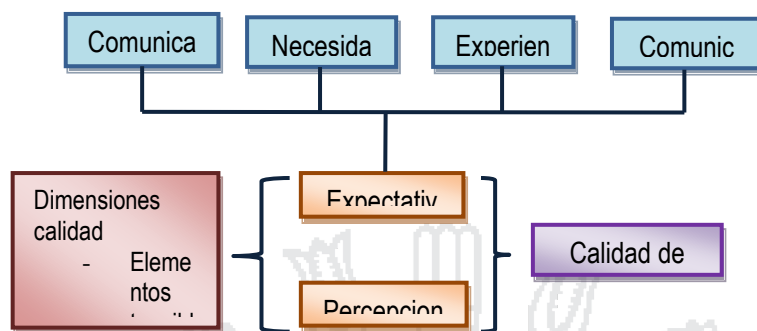 Comunica
Necesida
Experien
Comunic
Dimensiones
calidad
- Eleme
ntos
Expectativ
Percepcion
Calidad de